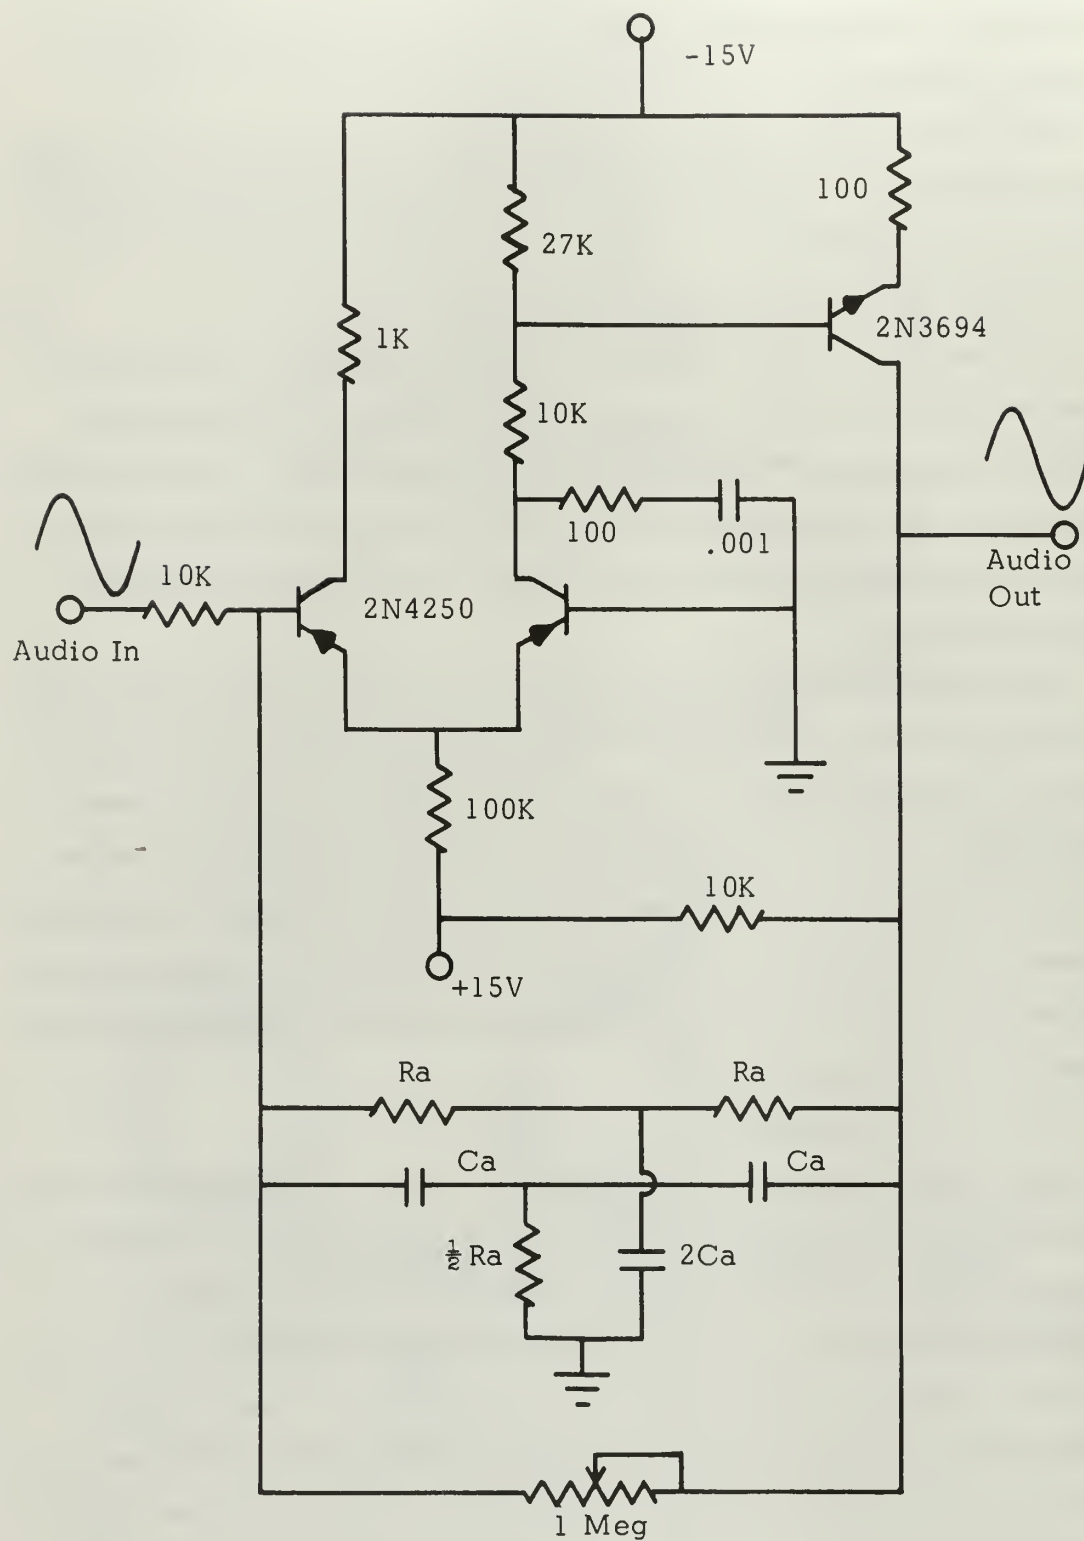 -15V
100
27K
1K
2N3694
10K
100
.001
10K
2N4250
Audio In
Audio
Out
100K
10K
+15V
Ra
Ra
Ca
Ca
½ Ra
2Ca
1 Meg